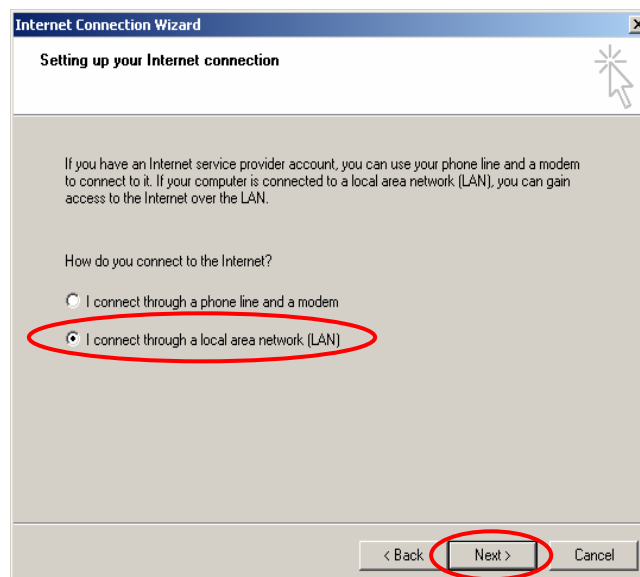 Internet Connection Wizard
Setting up your Internet connection
If you have an Internet service provider account, you can use your phone line and a modem
to connect to it. If your computer is connected to a local area network (LAN), you can gain
access to the Internet over the LAN.
How do you connect to the Internet?
I connect through a phone line and a modem
I connect through a local area network (LAN)
< Back Next > Cancel